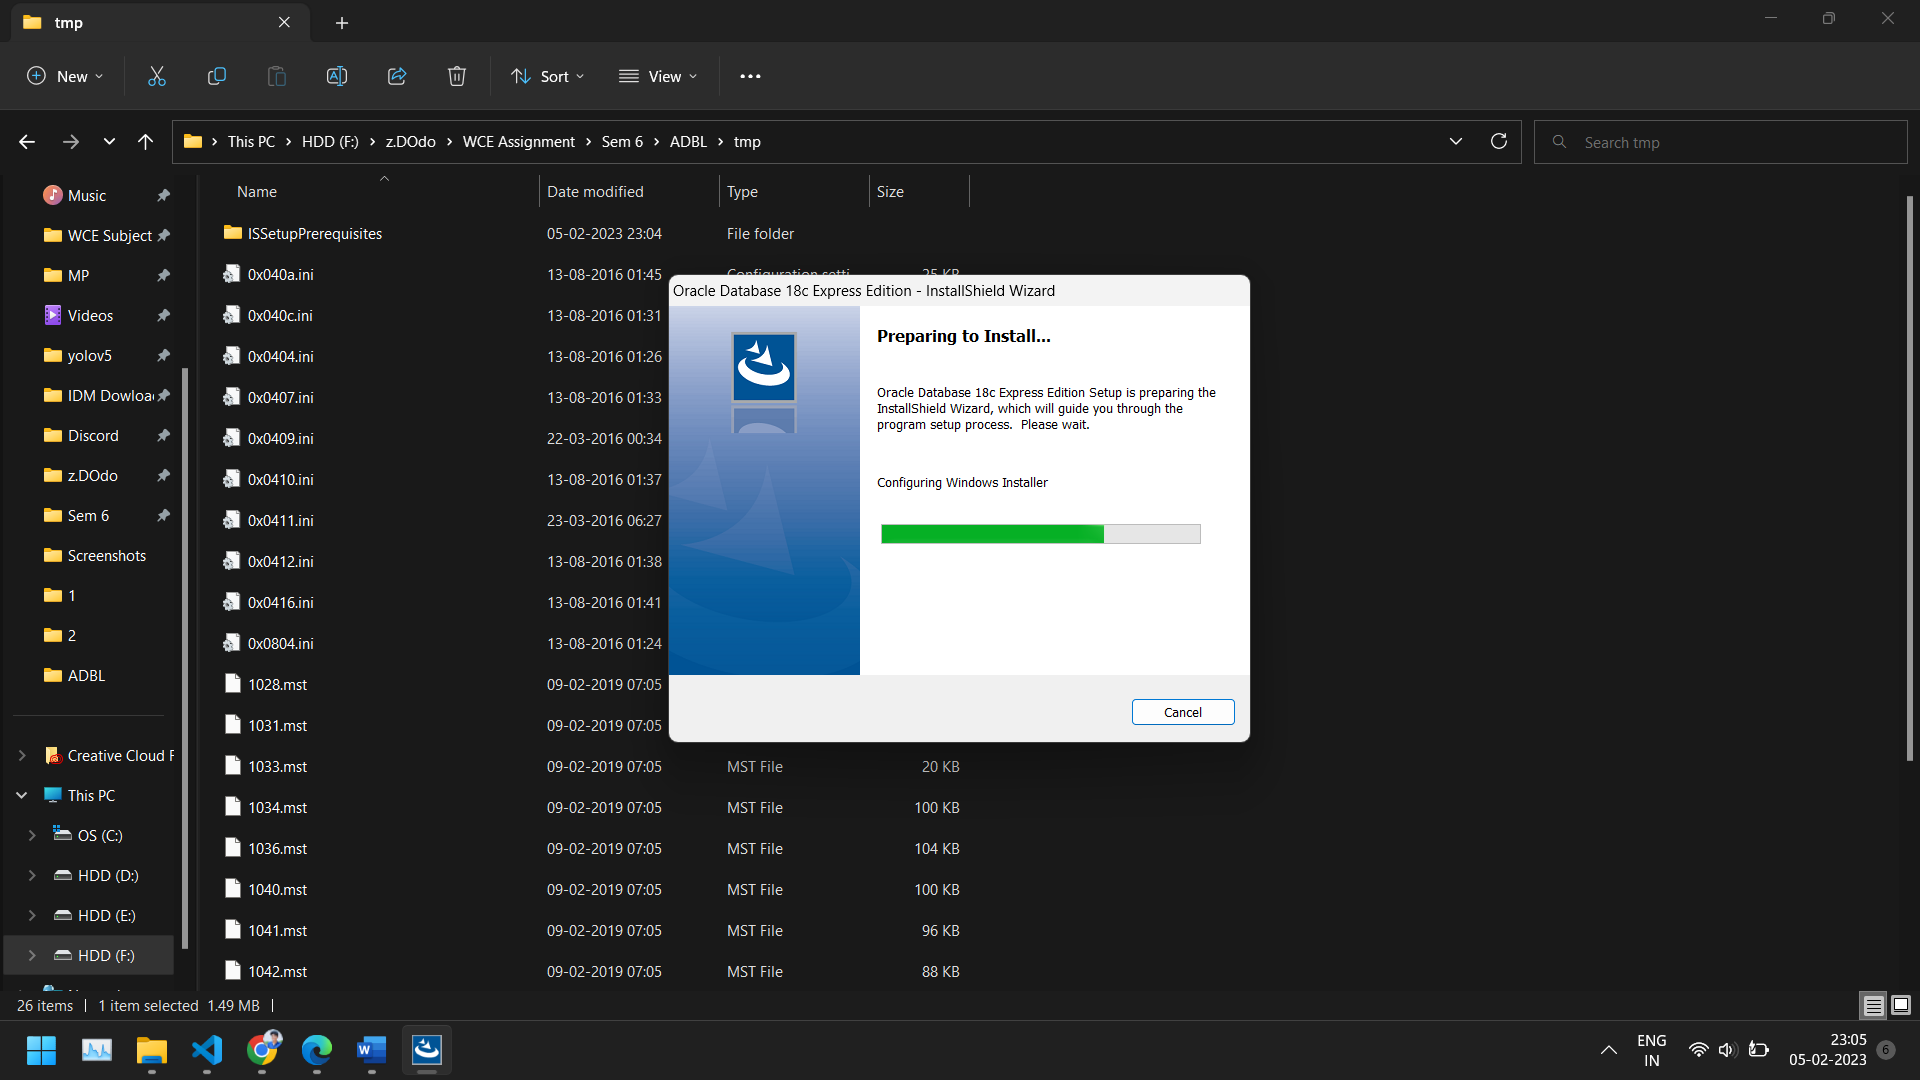 tmp
New
Sort
View
This PC > HDD (F:) > z.DOdo > WCE Assignment > Sem 6 > ADBL > tmp
Search tmp
Name Date modified Type Size
Music
WCE Subject
MP
Videos
yolov5
IDM Dowloa
Discord
z.DOdo
Sem 6
Screenshots
1
2
ADBL
Creative Cloud F
This PC
OS (C:)
HDD (D:)
HDD (E:)
HDD (F:)
ISSetupPrerequisites 05-02-2023 23:04 File folder
0x040a.ini 13-08-2016 01:45 Configuration setti... 25 KB
0x040c.ini 13-08-2016 01:31
0x0404.ini 13-08-2016 01:26
0x0407.ini 13-08-2016 01:33
0x0409.ini 22-03-2016 00:34
0x0410.ini 13-08-2016 01:37
0x0411.ini 23-03-2016 06:27
0x0412.ini 13-08-2016 01:38
0x0416.ini 13-08-2016 01:41
0x0804.ini 13-08-2016 01:24
1028.mst 09-02-2019 07:05
1031.mst 09-02-2019 07:05
1033.mst 09-02-2019 07:05 MST File 20 KB
1034.mst 09-02-2019 07:05 MST File 100 KB
1036.mst 09-02-2019 07:05 MST File 104 KB
1040.mst 09-02-2019 07:05 MST File 100 KB
1041.mst 09-02-2019 07:05 MST File 96 KB
1042.mst 09-02-2019 07:05 MST File 88 KB
Oracle Database 18c Express Edition - InstallShield Wizard
Preparing to Install...
Oracle Database 18c Express Edition Setup is preparing the
InstallShield Wizard, which will guide you through the
program setup process. Please wait.
Configuring Windows Installer
Cancel
26 items | 1 item selected 1.49 MB |
ENG
IN
23:05
05-02-2023
6